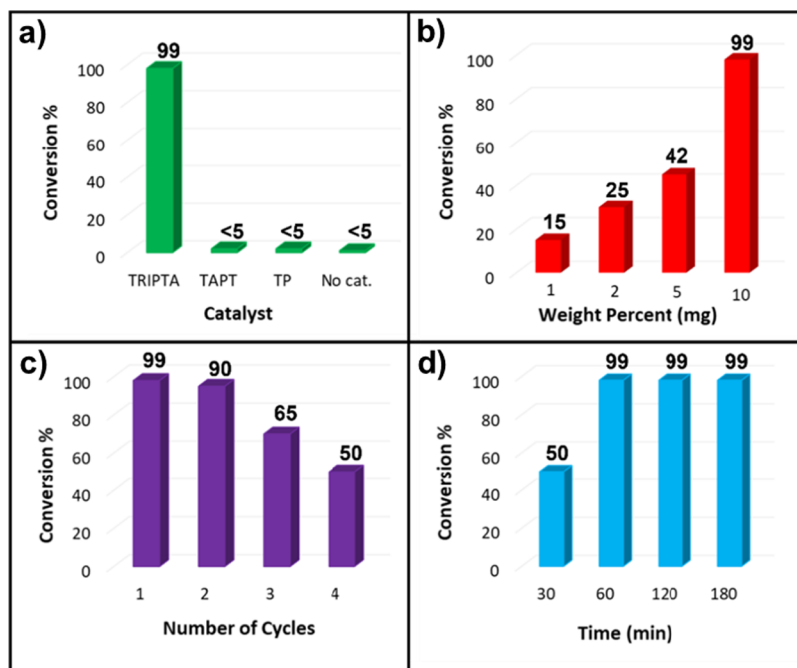 a)
99
100
80
60
40
20
0
Conversion %
<5 <5 <5
TRIPTA TAPT TP No cat.
Catalyst
b)
99
100
80
60
40
20
0
Conversion %
15 25 42
1 2 5 10
Weight Percent (mg)
c)
99 90 65 50
100
80
60
40
20
0
Conversion %
1 2 3 4
Number of Cycles
d)
50 99 99 99
100
80
60
40
20
0
Conversion %
30 60 120 180
Time (min)